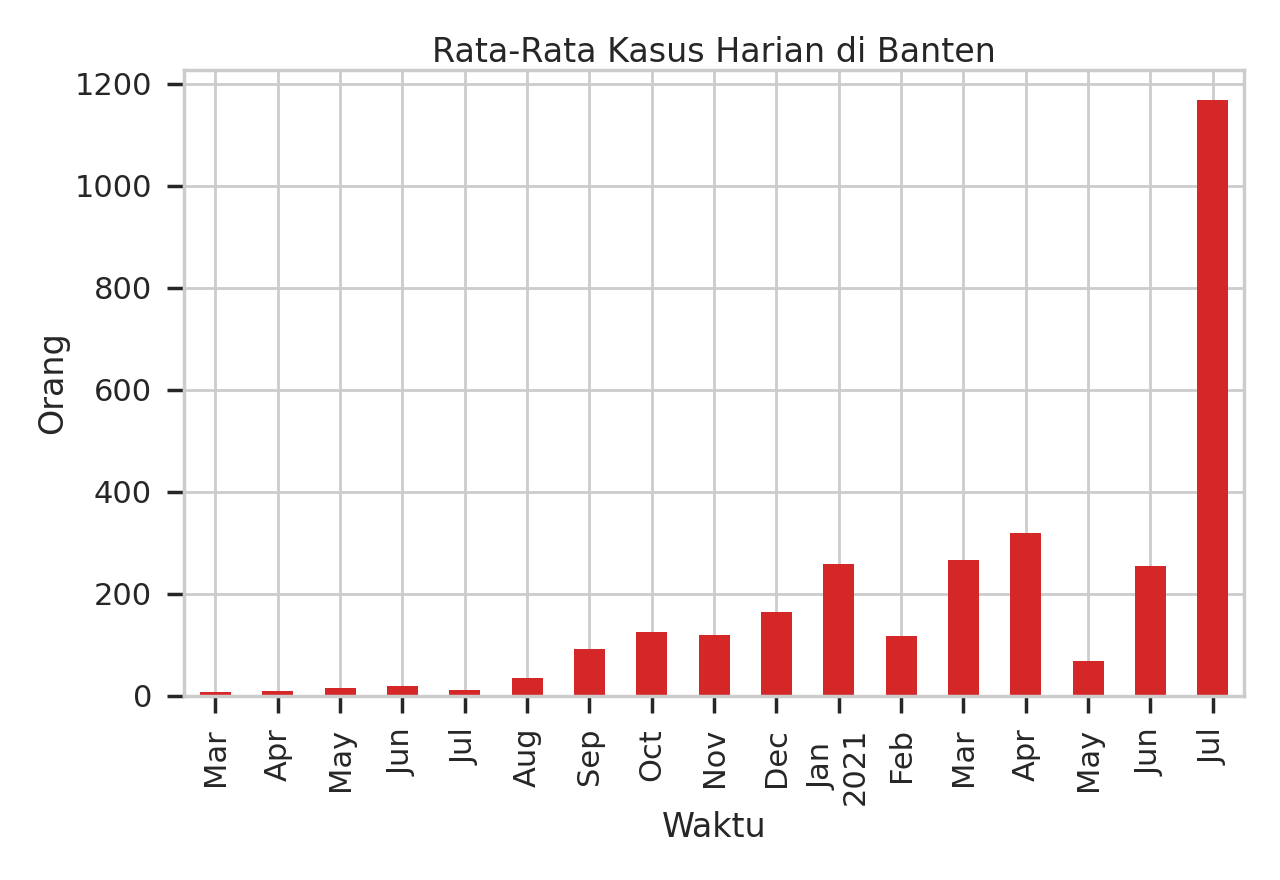 Rata-Rata Kasus Harian di Banten
1200
1000
800
600
400
200
0
Orang
Mar
Apr
May
Jun
Jul
Aug
Sep
Oct
Nov
Dec
Jan
2021
Feb
Mar
Apr
May
Jun
Jul
Waktu